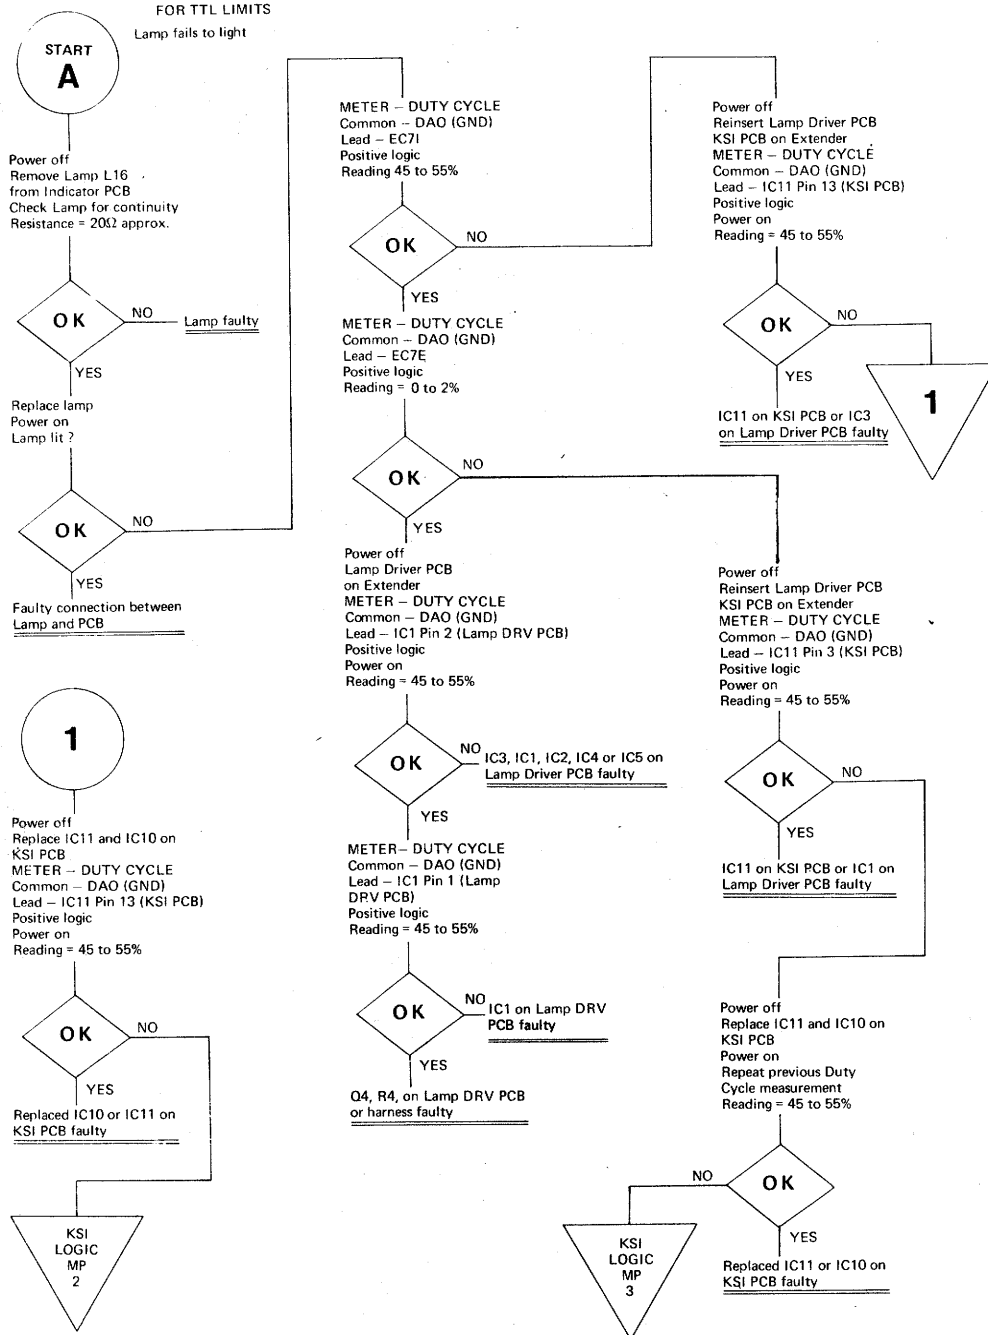 FOR TTL LIMITS
Lamp fails to light
START
A
Power off
Remove Lamp L16
from Indicator PCB
Check Lamp for continuity
Resistance = 20Ω approx.
OK
NO
Lamp faulty
YES
Replace lamp
Power on
Lamp lit ?
OK
NO
YES
Faulty connection between
Lamp and PCB
1
Power off
Replace IC11 and IC10 on
KSI PCB
METER – DUTY CYCLE
Common – DAO (GND)
Lead – IC11 Pin 13 (KSI PCB)
Positive logic
Power on
Reading = 45 to 55%
OK
NO
YES
Replaced IC10 or IC11 on
KSI PCB faulty
KSI
LOGIC
MP
2
METER – DUTY CYCLE
Common – DAO (GND)
Lead – EC7I
Positive logic
Reading 45 to 55%
OK
NO
YES
METER – DUTY CYCLE
Common – DAO (GND)
Lead – EC7E
Positive logic
Reading = 0 to 2%
OK
NO
YES
Power off
Lamp Driver PCB
on Extender
METER – DUTY CYCLE
Common – DAO (GND)
Lead – IC1 Pin 2 (Lamp DRV PCB)
Positive logic
Power on
Reading = 45 to 55%
OK
NO
IC3, IC1, IC2, IC4 or IC5 on
Lamp Driver PCB faulty
YES
METER– DUTY CYCLE
Common – DAO (GND)
Lead – IC1 Pin 1 (Lamp
DRV PCB)
Positive logic
Reading = 45 to 55%
OK
NO
IC1 on Lamp DRV
PCB faulty
YES
Q4, R4, on Lamp DRV PCB
or harness faulty
Power off
Reinsert Lamp Driver PCB
KSI PCB on Extender
METER – DUTY CYCLE
Common – DAO (GND)
Lead – IC11 Pin 13 (KSI PCB)
Positive logic
Power on
Reading = 45 to 55%
OK
NO
YES
IC11 on KSI PCB or IC3
on Lamp Driver PCB faulty
1
Power off
Reinsert Lamp Driver PCB
KSI PCB on Extender
METER – DUTY CYCLE
Common – DAO (GND)
Lead – IC11 Pin 3 (KSI PCB)
Positive logic
Power on
Reading = 45 to 55%
OK
NO
YES
IC11 on KSI PCB or IC1 on
Lamp Driver PCB faulty
Power off
Replace IC11 and IC10 on
KSI PCB
Power on
Repeat previous Duty
Cycle measurement
Reading = 45 to 55%
OK
NO
YES
Replaced IC11 or IC10 on
KSI PCB faulty
KSI
LOGIC
MP
3